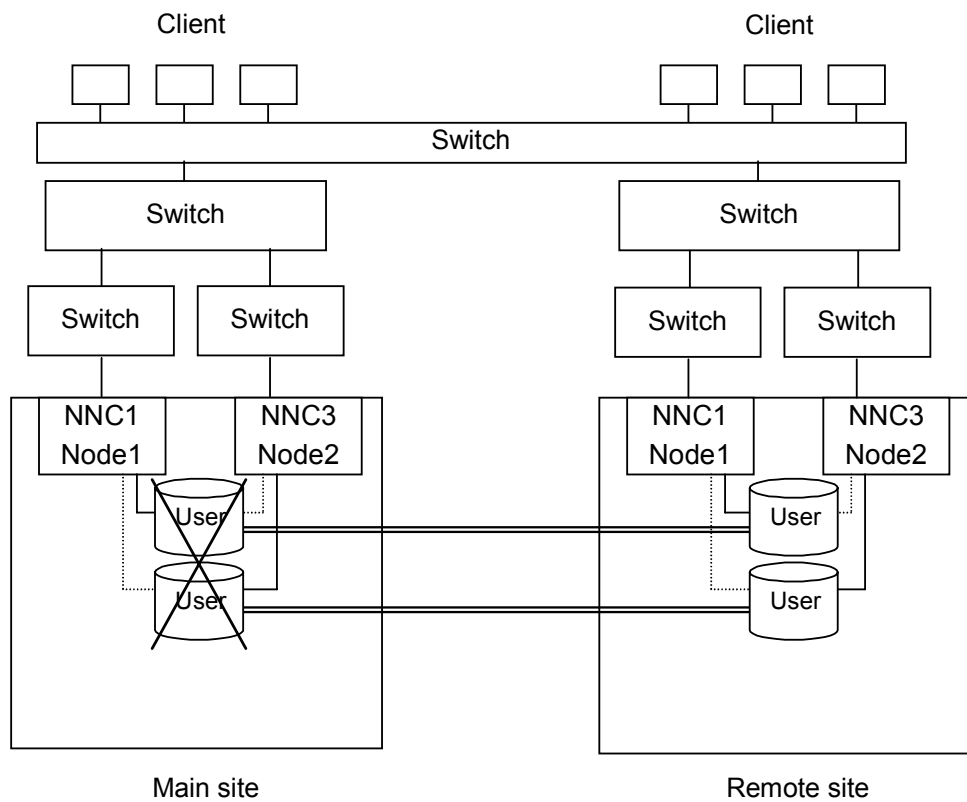 Client Client
Switch
Switch Switch
Switch Switch Switch Switch
NNC1 NNC3 NNC1 NNC3
Node1 Node2 Node1 Node2
User User
User User
Main site Remote site